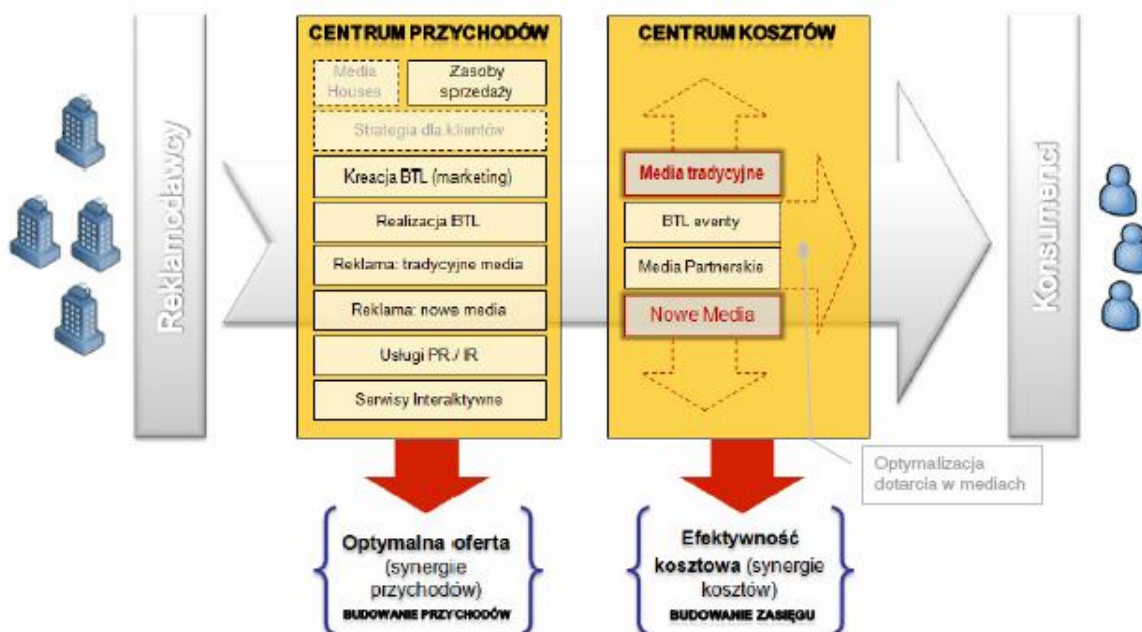 CENTRUM PRZYCHODÓW
CENTRUM KOSZTÓW
Media
Houses
Zasoby
sprzedaży
Strategia dla klientów
Kreacja BTL (marketing)
Realizacja BTL
Reklama: tradycyjne media
Reklama: nowe media
Usługi PR / IR
Serwisy Interaktywne
Media tradycyjne
BTL eventy
Media Partnerskie
Nowe Media
Reklamodawcy
Konsumenci
Optymalizacja
dotarcia w mediach
Optymalna oferta
(synergie
przychodów)
BUDOWANIE PRZYCHODÓW
Efektywność
kosztowa (synergie
kosztów)
BUDOWANIE ZASIĘGU